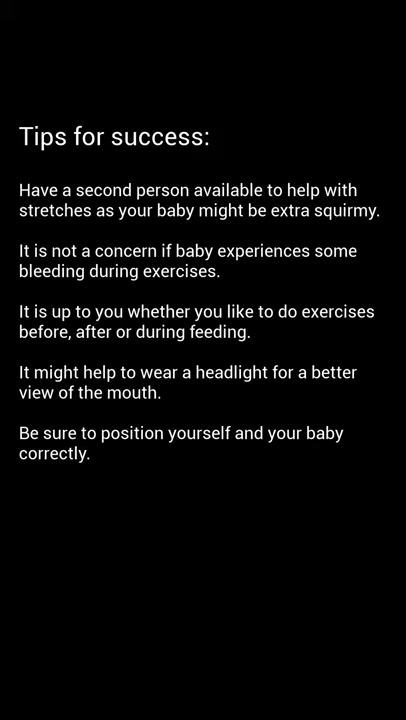 Tips for success:
Have a second person available to help with
stretches as your baby might be extra squirmy.
It is not a concern if baby experiences some
bleeding during exercises.
It is up to you whether you like to do exercises
before, after or during feeding.
It might help to wear a headlight for a better
view of the mouth.
Be sure to position yourself and your baby
correctly.